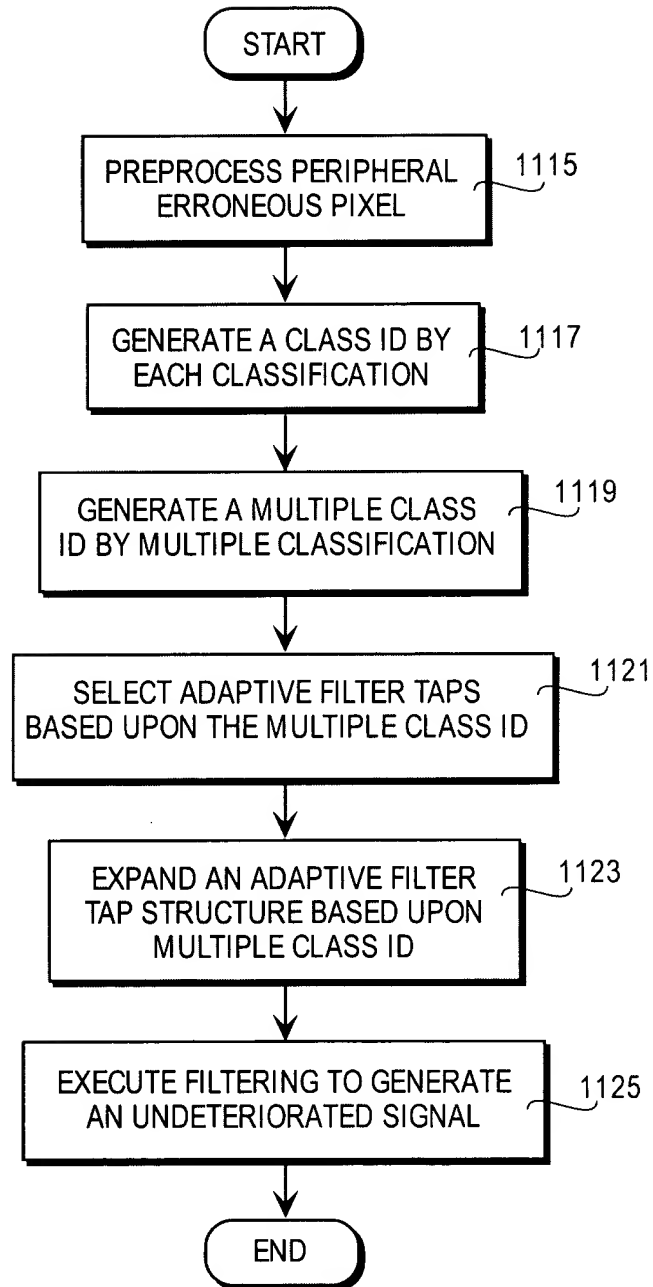 START
PREPROCESS PERIPHERAL
ERRONEOUS PIXEL
1115
GENERATE A CLASS ID BY
EACH CLASSIFICATION
1117
GENERATE A MULTIPLE CLASS
ID BY MULTIPLE CLASSIFICATION
1119
SELECT ADAPTIVE FILTER TAPS
BASED UPON THE MULTIPLE CLASS ID
1121
EXPAND AN ADAPTIVE FILTER
TAP STRUCTURE BASED UPON
MULTIPLE CLASS ID
1123
EXECUTE FILTERING TO GENERATE
AN UNDETERIORATED SIGNAL
1125
END